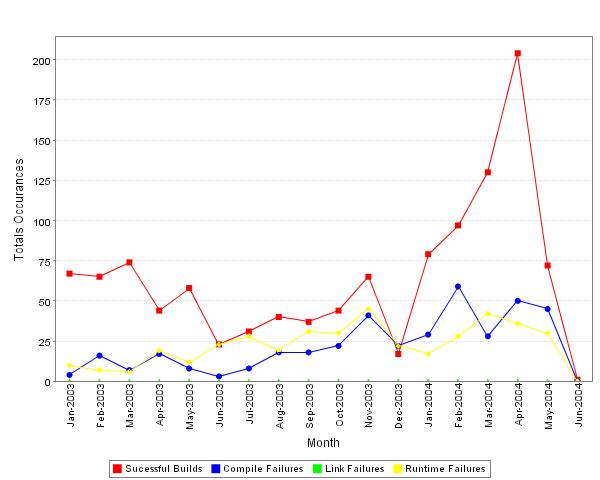 200
175
150
125
100
75
50
25
0
Totals Occurances
Jan-2003
Feb-2003
Mar-2003
Apr-2003
May-2003
Jun-2003
Jul-2003
Aug-2003
Sep-2003
Oct-2003
Nov-2003
Dec-2003
Jan-2004
Feb-2004
Mar-2004
Apr-2004
May-2004
Jun-2004
Month
Sucessful Builds Compile Failures Link Failures Runtime Failures